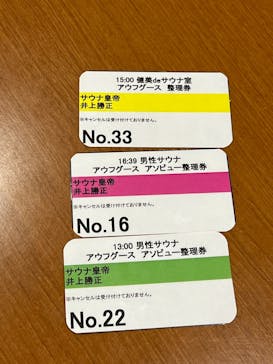 15:00 健美deサウナ室
アウフグース 整理券
サウナ皇帝
井上勝正
※キャンセルは受け付けておりません。
No.33
16:39 男性サウナ
アウフグース アソビュー整理券
サウナ皇帝
井上勝正
※キャンセルは受け付けておりません。
No.16
13:00 男性サウナ
アウフグース アソビュー整理券
サウナ皇帝
井上勝正
※キャンセルは受け付けておりません。
No.22